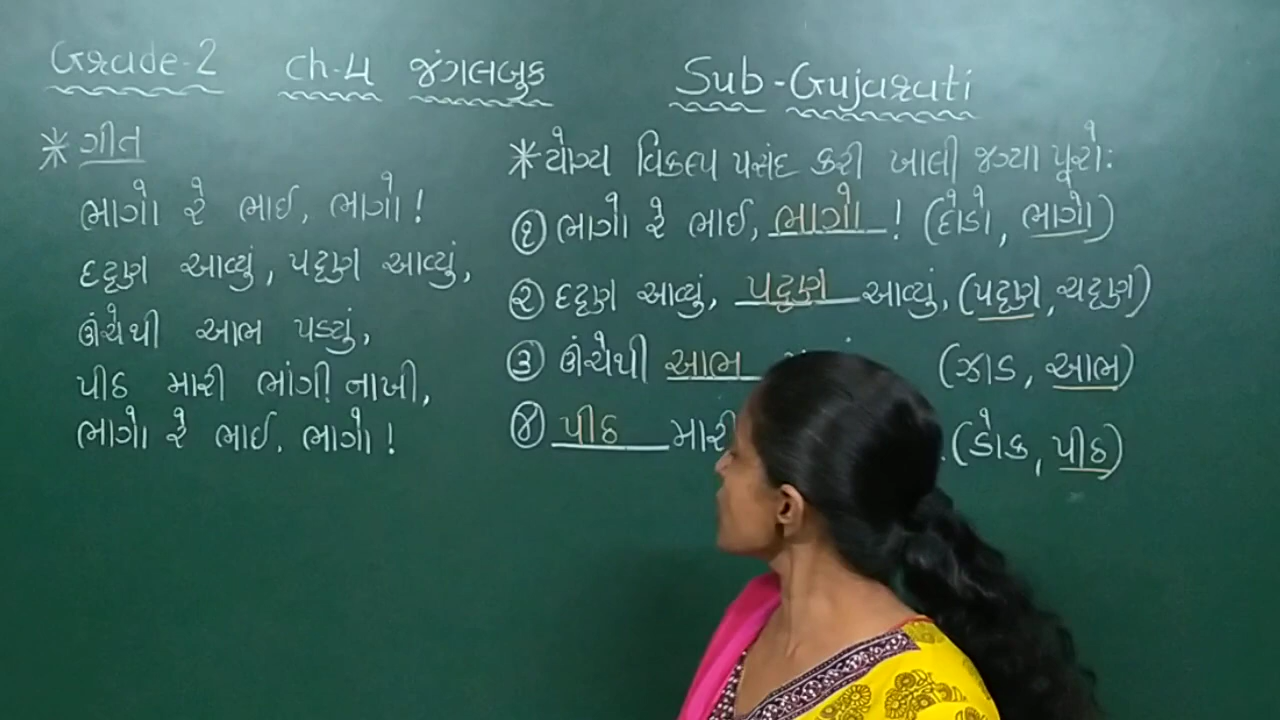 Grade-2 ch-4 જંગલબુક Sub-Gujarati
* ગીત
ભાગો રે ભાઈ, ભાગો!
દદૃણ આવ્યું, પદૃણ આવ્યું,
ઊંચેથી આભ પડ્યું,
પીઠ મારી ભાંગી નાખી,
ભાગો રે ભાઈ, ભાગો!
* યોગ્ય વિકલ્પ પસંદ કરી ખાલી જગ્યા પૂરો:
૧ ભાગો રે ભાઈ, ભાગો! (દોડો, ભાગો)
૨ દદૃણ આવ્યું, પદૃણ આવ્યું, (પદૃણ, ચદૃણ)
૩ ઊંચેથી આભ (ઝાડ, આભ)
૪ પીઠ મારી . (ડોક, પીઠ)